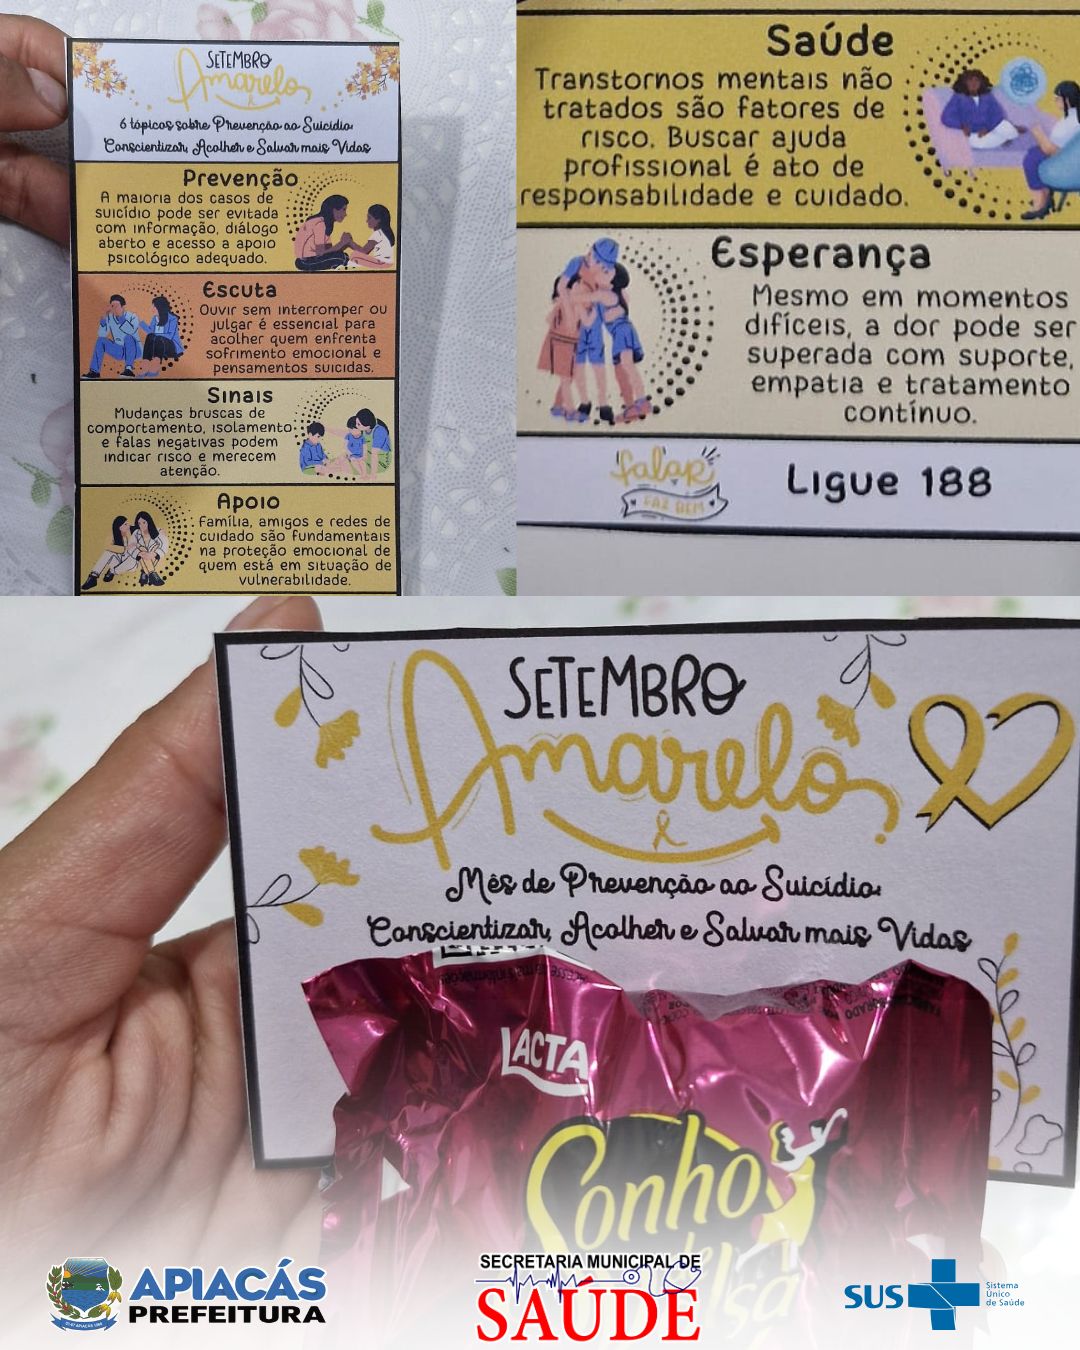 SETEMBRO
Amarelo
6 tópicos sobre Prevenção ao Suicídio:
Conscientizar, Acolher e Salvar mais Vidas
Prevenção
A maioria dos casos de
suicídio pode ser evitada
com informação, diálogo
aberto e acesso a apoio
psicológico adequado.
Escuta
Ouvir sem interromper ou
julgar é essencial para
acolher quem enfrenta
sofrimento emocional e
pensamentos suicidas.
Sinais
Mudanças bruscas de
comportamento, isolamento
e falas negativas podem
indicar risco e merecem
atenção.
Apoio
Família, amigos e redes de
cuidado são fundamentais
na proteção emocional de
quem está em situação de
vulnerabilidade.
Saúde
Transtornos mentais não
tratados são fatores de
risco. Buscar ajuda
profissional é ato de
responsabilidade e cuidado.
Esperança
Mesmo em momentos
difíceis, a dor pode ser
superada com suporte,
empatia e tratamento
contínuo.
falar
FAZ BEM
Ligue 188
SETEMBRO
Amarelo
Mês de Prevenção ao Suicídio:
Conscientizar, Acolher e Salvar mais Vidas
LACTA
Sonho
de
APIACÁS
PREFEITURA
SECRETARIA MUNICIPAL DE
SAUDE
SUS
Sistema
Único
de Saúde